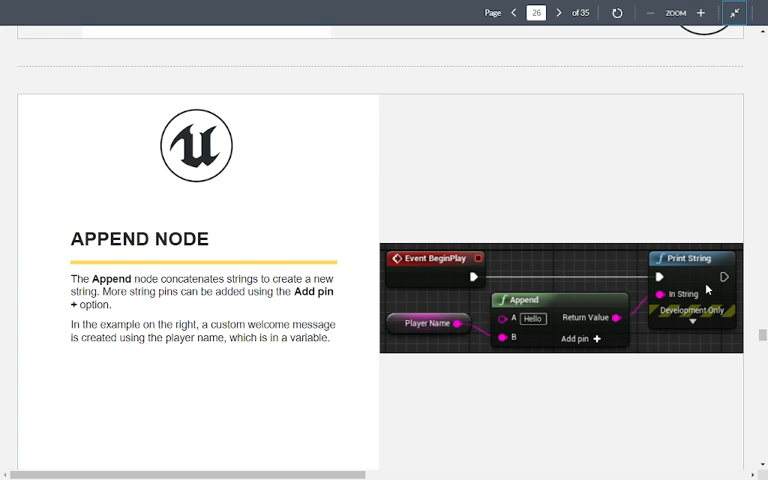 Page 26 of 35 ZOOM
APPEND NODE
The Append node concatenates strings to create a new
string. More string pins can be added using the Add pin
+ option.
In the example on the right, a custom welcome message
is created using the player name, which is in a variable.
Event BeginPlay
Print String
In String
Development Only
Append
A Hello Return Value
B Add pin +
Player Name